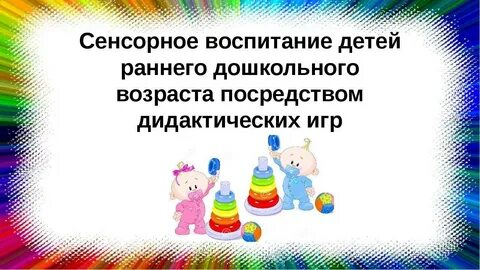 Сенсорное воспитание детей
раннего дошкольного
возраста посредством
дидактических игр